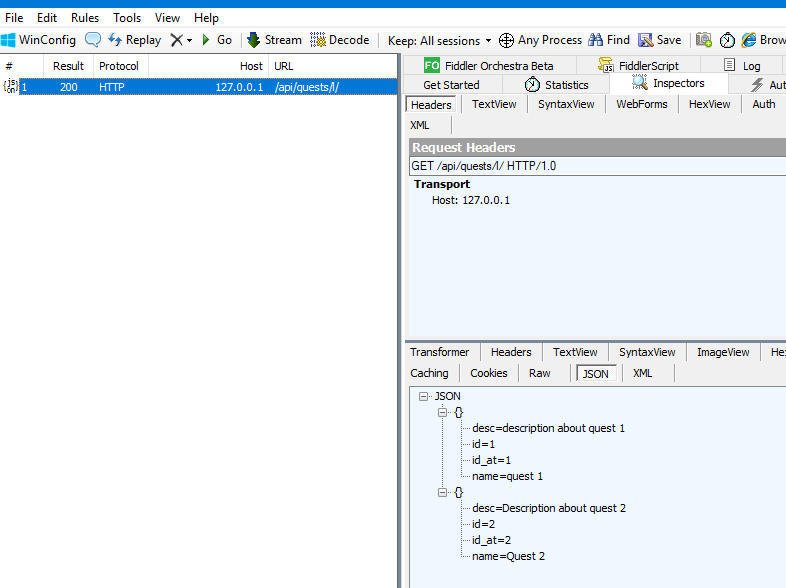 File Edit Rules Tools View Help
WinConfig Replay Go Stream Decode Keep: All sessions Any Process Find Save Brow
# Result Protocol Host URL
1 200 HTTP 127.0.0.1 /api/quests/l/
FO Fiddler Orchestra Beta FiddlerScript Log
Get Started Statistics Inspectors Aut
Headers TextView SyntaxView WebForms HexView Auth
XML
Request Headers
GET /api/quests/l/ HTTP/1.0
Transport
Host: 127.0.0.1
Transformer Headers TextView SyntaxView ImageView He
Caching Cookies Raw JSON XML
JSON
{}
desc=description about quest 1
id=1
id_at=1
name=quest 1
{}
desc=Description about quest 2
id=2
id_at=2
name=Quest 2